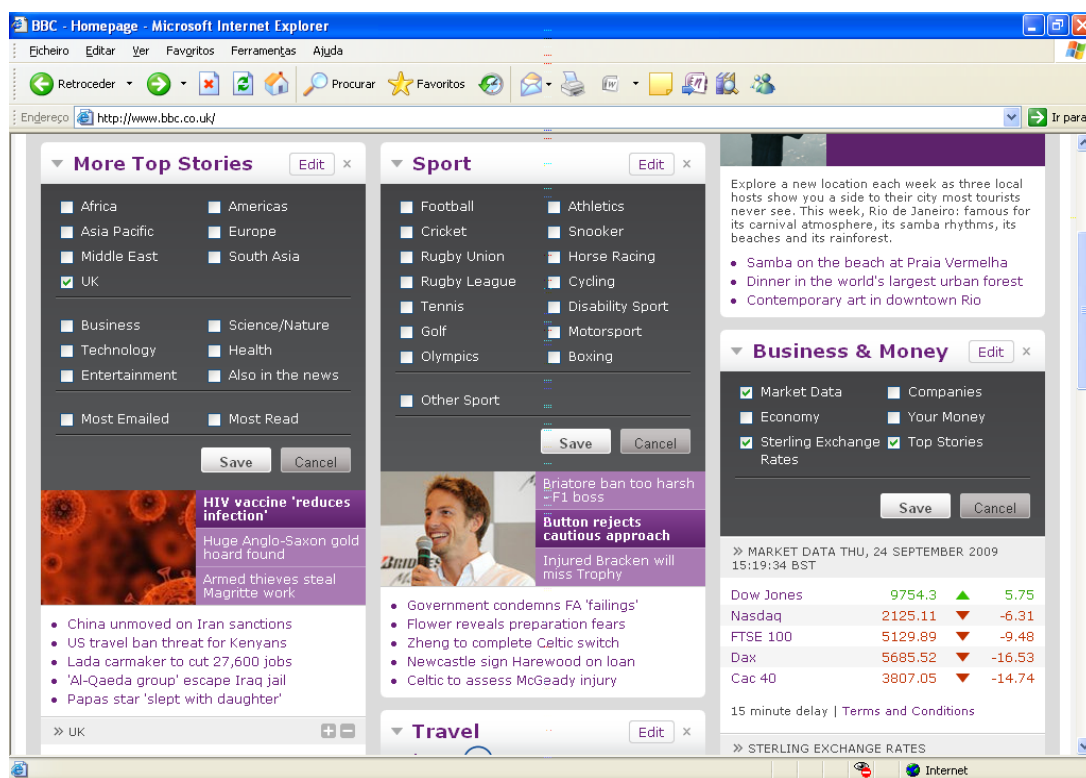 BBC - Homepage - Microsoft Internet Explorer
Ficheiro Editar Ver Favoritos Ferramentas Ajuda
Retroceder Procurar Favoritos
Endereço http://www.bbc.co.uk/ Ir para
More Top Stories Edit ×
Africa Americas
Asia Pacific Europe
Middle East South Asia
UK
Business Science/Nature
Technology Health
Entertainment Also in the news
Most Emailed Most Read
Save Cancel
HIV vaccine 'reduces
infection'
Huge Anglo-Saxon gold
hoard found
Armed thieves steal
Magritte work
• China unmoved on Iran sanctions
• US travel ban threat for Kenyans
• Lada carmaker to cut 27,600 jobs
• 'Al-Qaeda group' escape Iraq jail
• Papas star 'slept with daughter'
» UK
Sport Edit ×
Football Athletics
Cricket Snooker
Rugby Union Horse Racing
Rugby League Cycling
Tennis Disability Sport
Golf Motorsport
Olympics Boxing
Other Sport
Save Cancel
Briatore ban too harsh
-F1 boss
Button rejects
cautious approach
Injured Bracken will
miss Trophy
• Government condemns FA 'failings'
• Flower reveals preparation fears
• Zheng to complete Celtic switch
• Newcastle sign Harewood on loan
• Celtic to assess McGeady injury
Travel Edit ×
Explore a new location each week as three local
hosts show you a side to their city most tourists
never see. This week, Rio de Janeiro: famous for
its carnival atmosphere, its samba rhythms, its
beaches and its rainforest.
• Samba on the beach at Praia Vermelha
• Dinner in the world's largest urban forest
• Contemporary art in downtown Rio
Business & Money Edit ×
Market Data Companies
Economy Your Money
Sterling Exchange Top Stories
Rates
Save Cancel
» MARKET DATA THU, 24 SEPTEMBER 2009
15:19:34 BST
Dow Jones 9754.3 ▲ 5.75
Nasdaq 2125.11 ▼ -6.31
FTSE 100 5129.89 ▼ -9.48
Dax 5685.52 ▼ -16.53
Cac 40 3807.05 ▼ -14.74
15 minute delay | Terms and Conditions
» STERLING EXCHANGE RATES
Internet